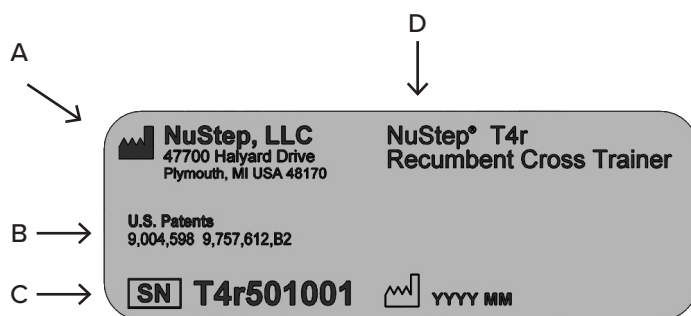 A
D
NuStep, LLC
47700 Halyard Drive
Plymouth, MI USA 48170
NuStep® T4r
Recumbent Cross Trainer
B
U.S. Patents
9,004,598 9,757,612,B2
C
SN T4r501001 YYYY MM